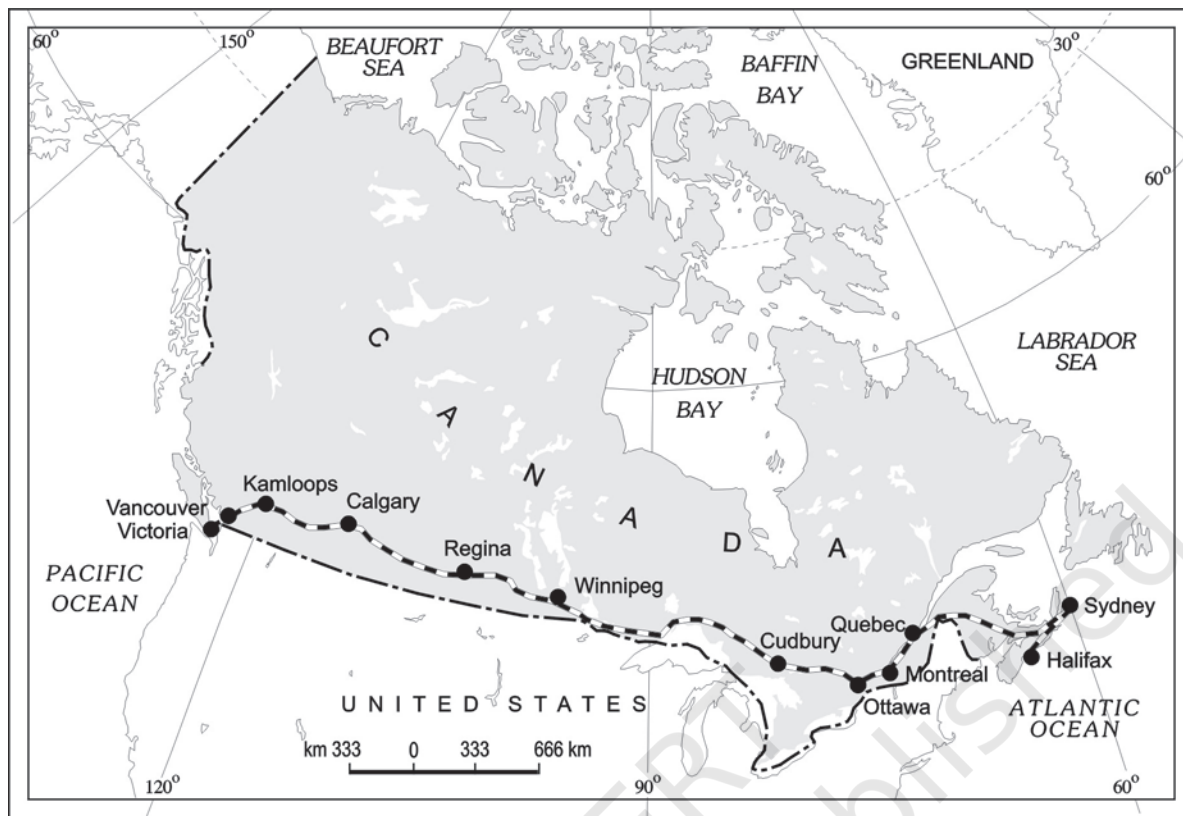 60°
150°
BEAUFORT
SEA
BAFFIN
BAY
GREENLAND
30°
60°
LABRADOR
SEA
HUDSON
BAY
C
A
N
A
D
A
Kamloops
Vancouver
Calgary
Victoria
Regina
PACIFIC
OCEAN
Winnipeg
Sydney
Quebec
Cudbury
Halifax
Montreal
Ottawa
UNITED STATES
ATLANTIC
OCEAN
km 333 0 333 666 km
120°
90°
60°